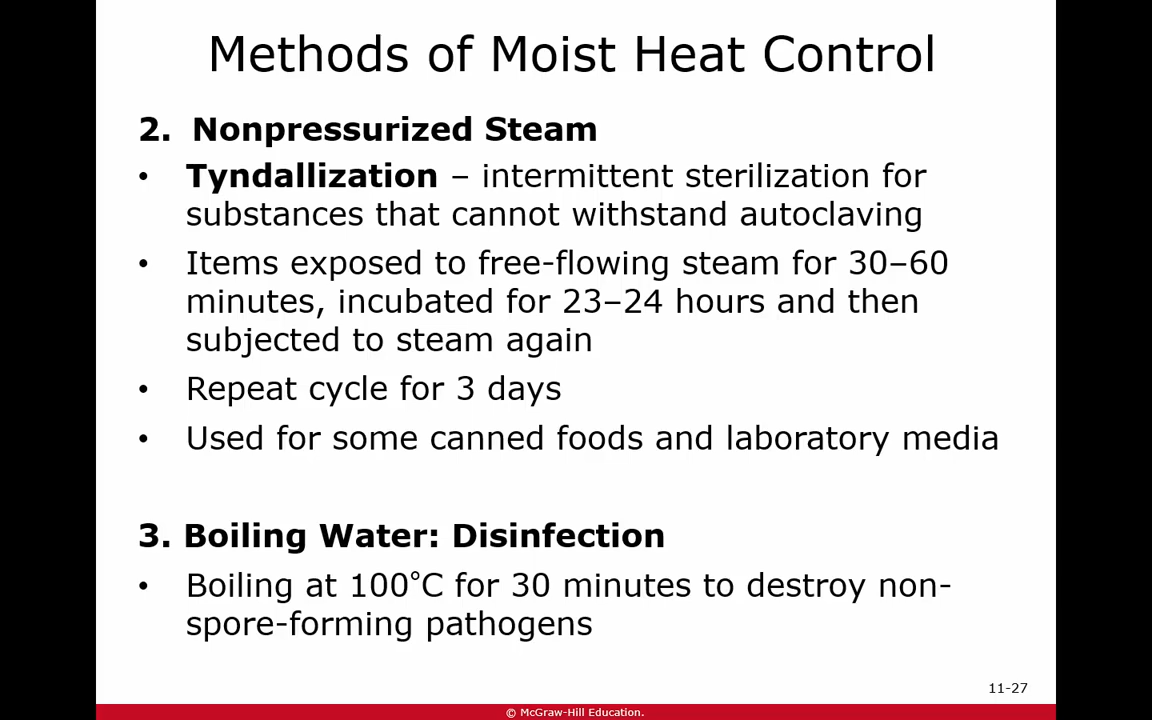 Methods of Moist Heat Control
2. Nonpressurized Steam
• Tyndallization – intermittent sterilization for
substances that cannot withstand autoclaving
• Items exposed to free-flowing steam for 30–60
minutes, incubated for 23–24 hours and then
subjected to steam again
• Repeat cycle for 3 days
• Used for some canned foods and laboratory media
3. Boiling Water: Disinfection
• Boiling at 100°C for 30 minutes to destroy non-
spore-forming pathogens
11-27
© McGraw-Hill Education.